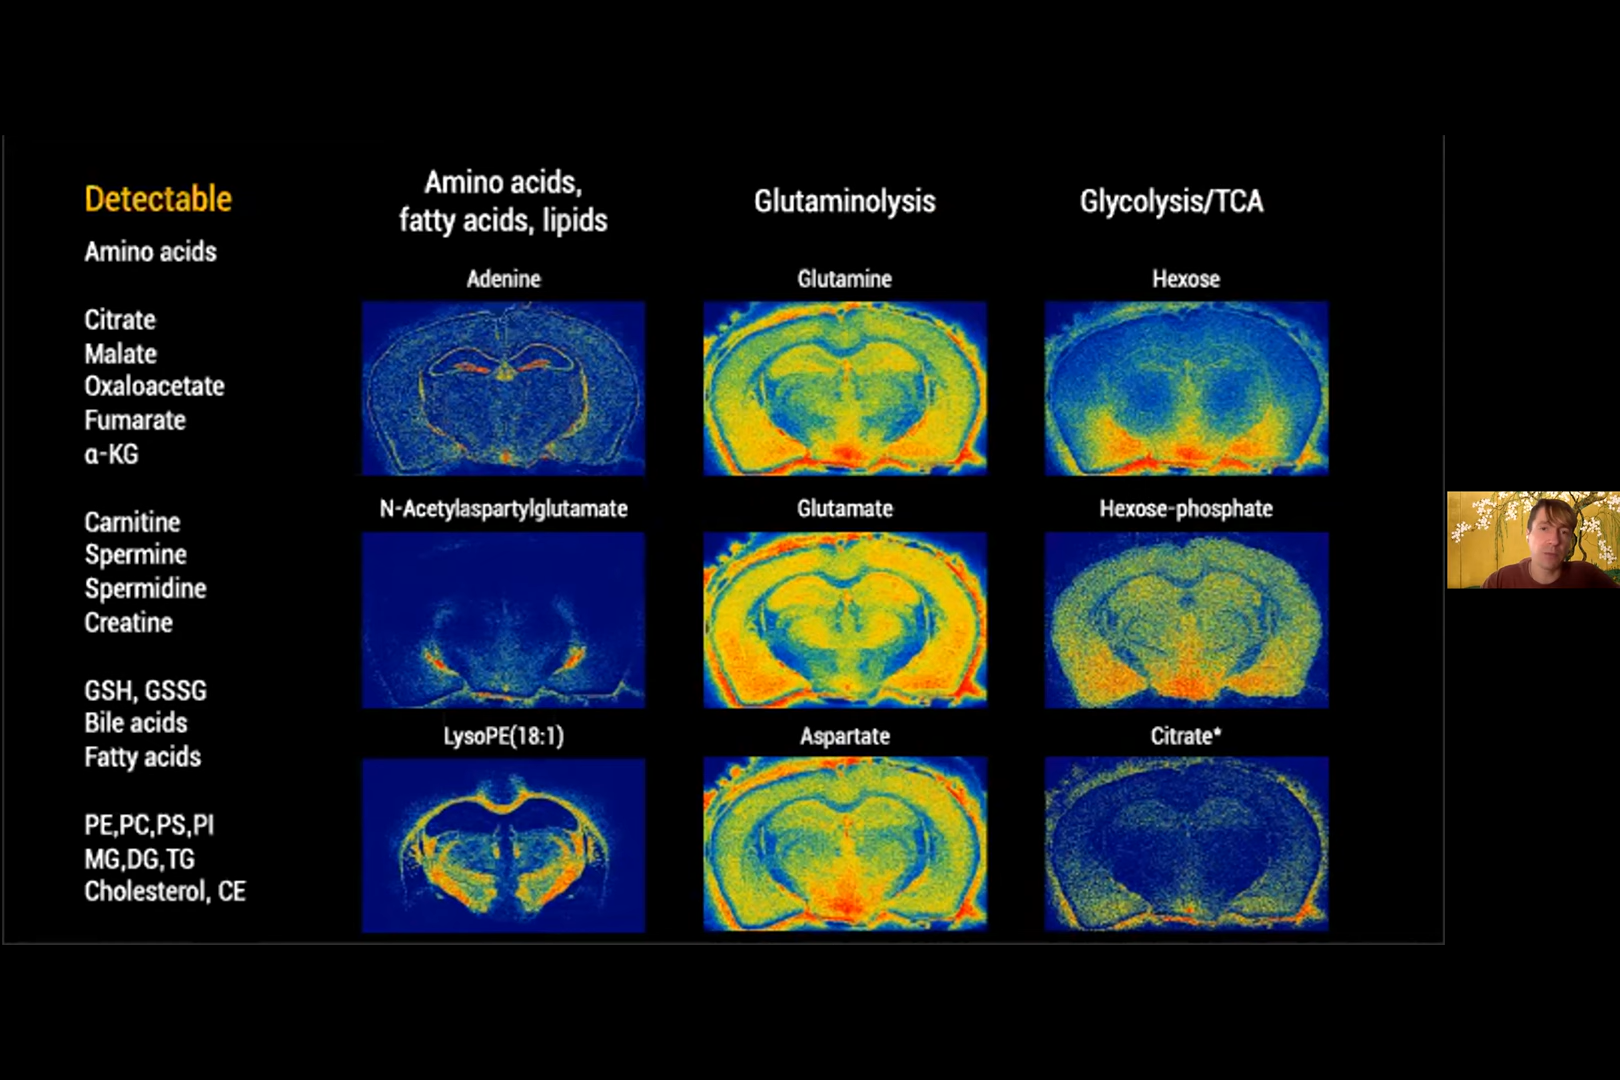 Detectable
Amino acids
Citrate
Malate
Oxaloacetate
Fumarate
α-KG
Carnitine
Spermine
Spermidine
Creatine
GSH, GSSG
Bile acids
Fatty acids
PE,PC,PS,PI
MG,DG,TG
Cholesterol, CE
Amino acids,
fatty acids, lipids
Adenine
N-Acetylaspartylglutamate
LysoPE(18:1)
Glutaminolysis
Glutamine
Glutamate
Aspartate
Glycolysis/TCA
Hexose
Hexose-phosphate
Citrate*